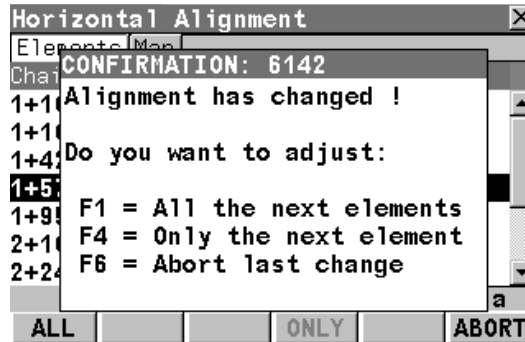 Horizontal Alignment
Elements Map
CONFIRMATION: 6142
Alignment has changed !
Do you want to adjust:
F1 = All the next elements
F4 = Only the next element
F6 = Abort last change
1+1
1+1
1+4
1+5
1+9
2+1
2+2
a
ALL ONLY ABORT